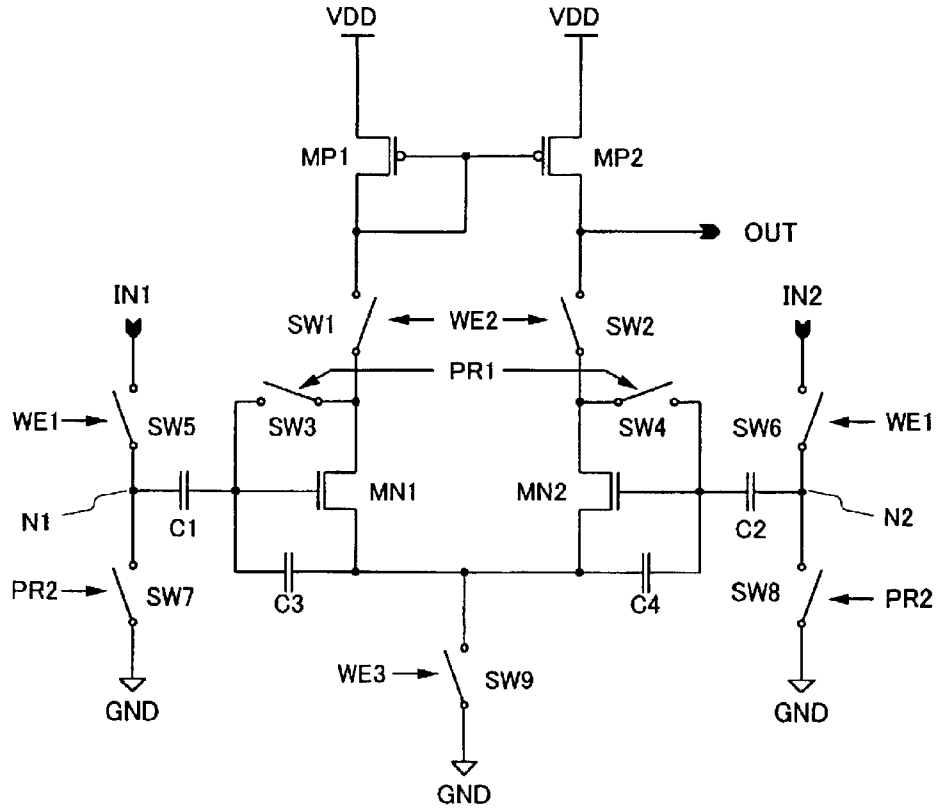 VDD VDD
MP1 MP2
OUT
IN1 IN2
SW1 WE2 SW2
PR1
WE1 SW5 SW3 SW4 SW6 WE1
MN1 MN2
N1 C1 C2 N2
PR2 SW7 C3 C4 SW8 PR2
WE3 SW9
GND GND
GND